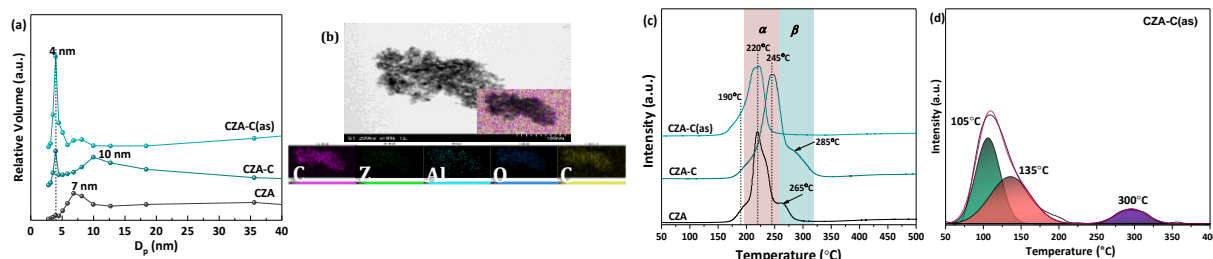 (a)
4 nm
10 nm
7 nm
CZA-C(as)
CZA-C
CZA
Relative Volume (a.u.)
0 5 10 15 20 25 30 35 40
D_p (nm)
(b)
C Z Al O C
(c)
α β
220°C
245°C
190°C
285°C
265°C
CZA-C(as)
CZA-C
CZA
Intensity (a.u.)
50 100 150 200 250 300 350 400 450 500
Temperature (°C)
(d)
CZA-C(as)
105°C
135°C
300°C
Intensity (a.u.)
50 100 150 200 250 300 350 40
Temperature (°C)